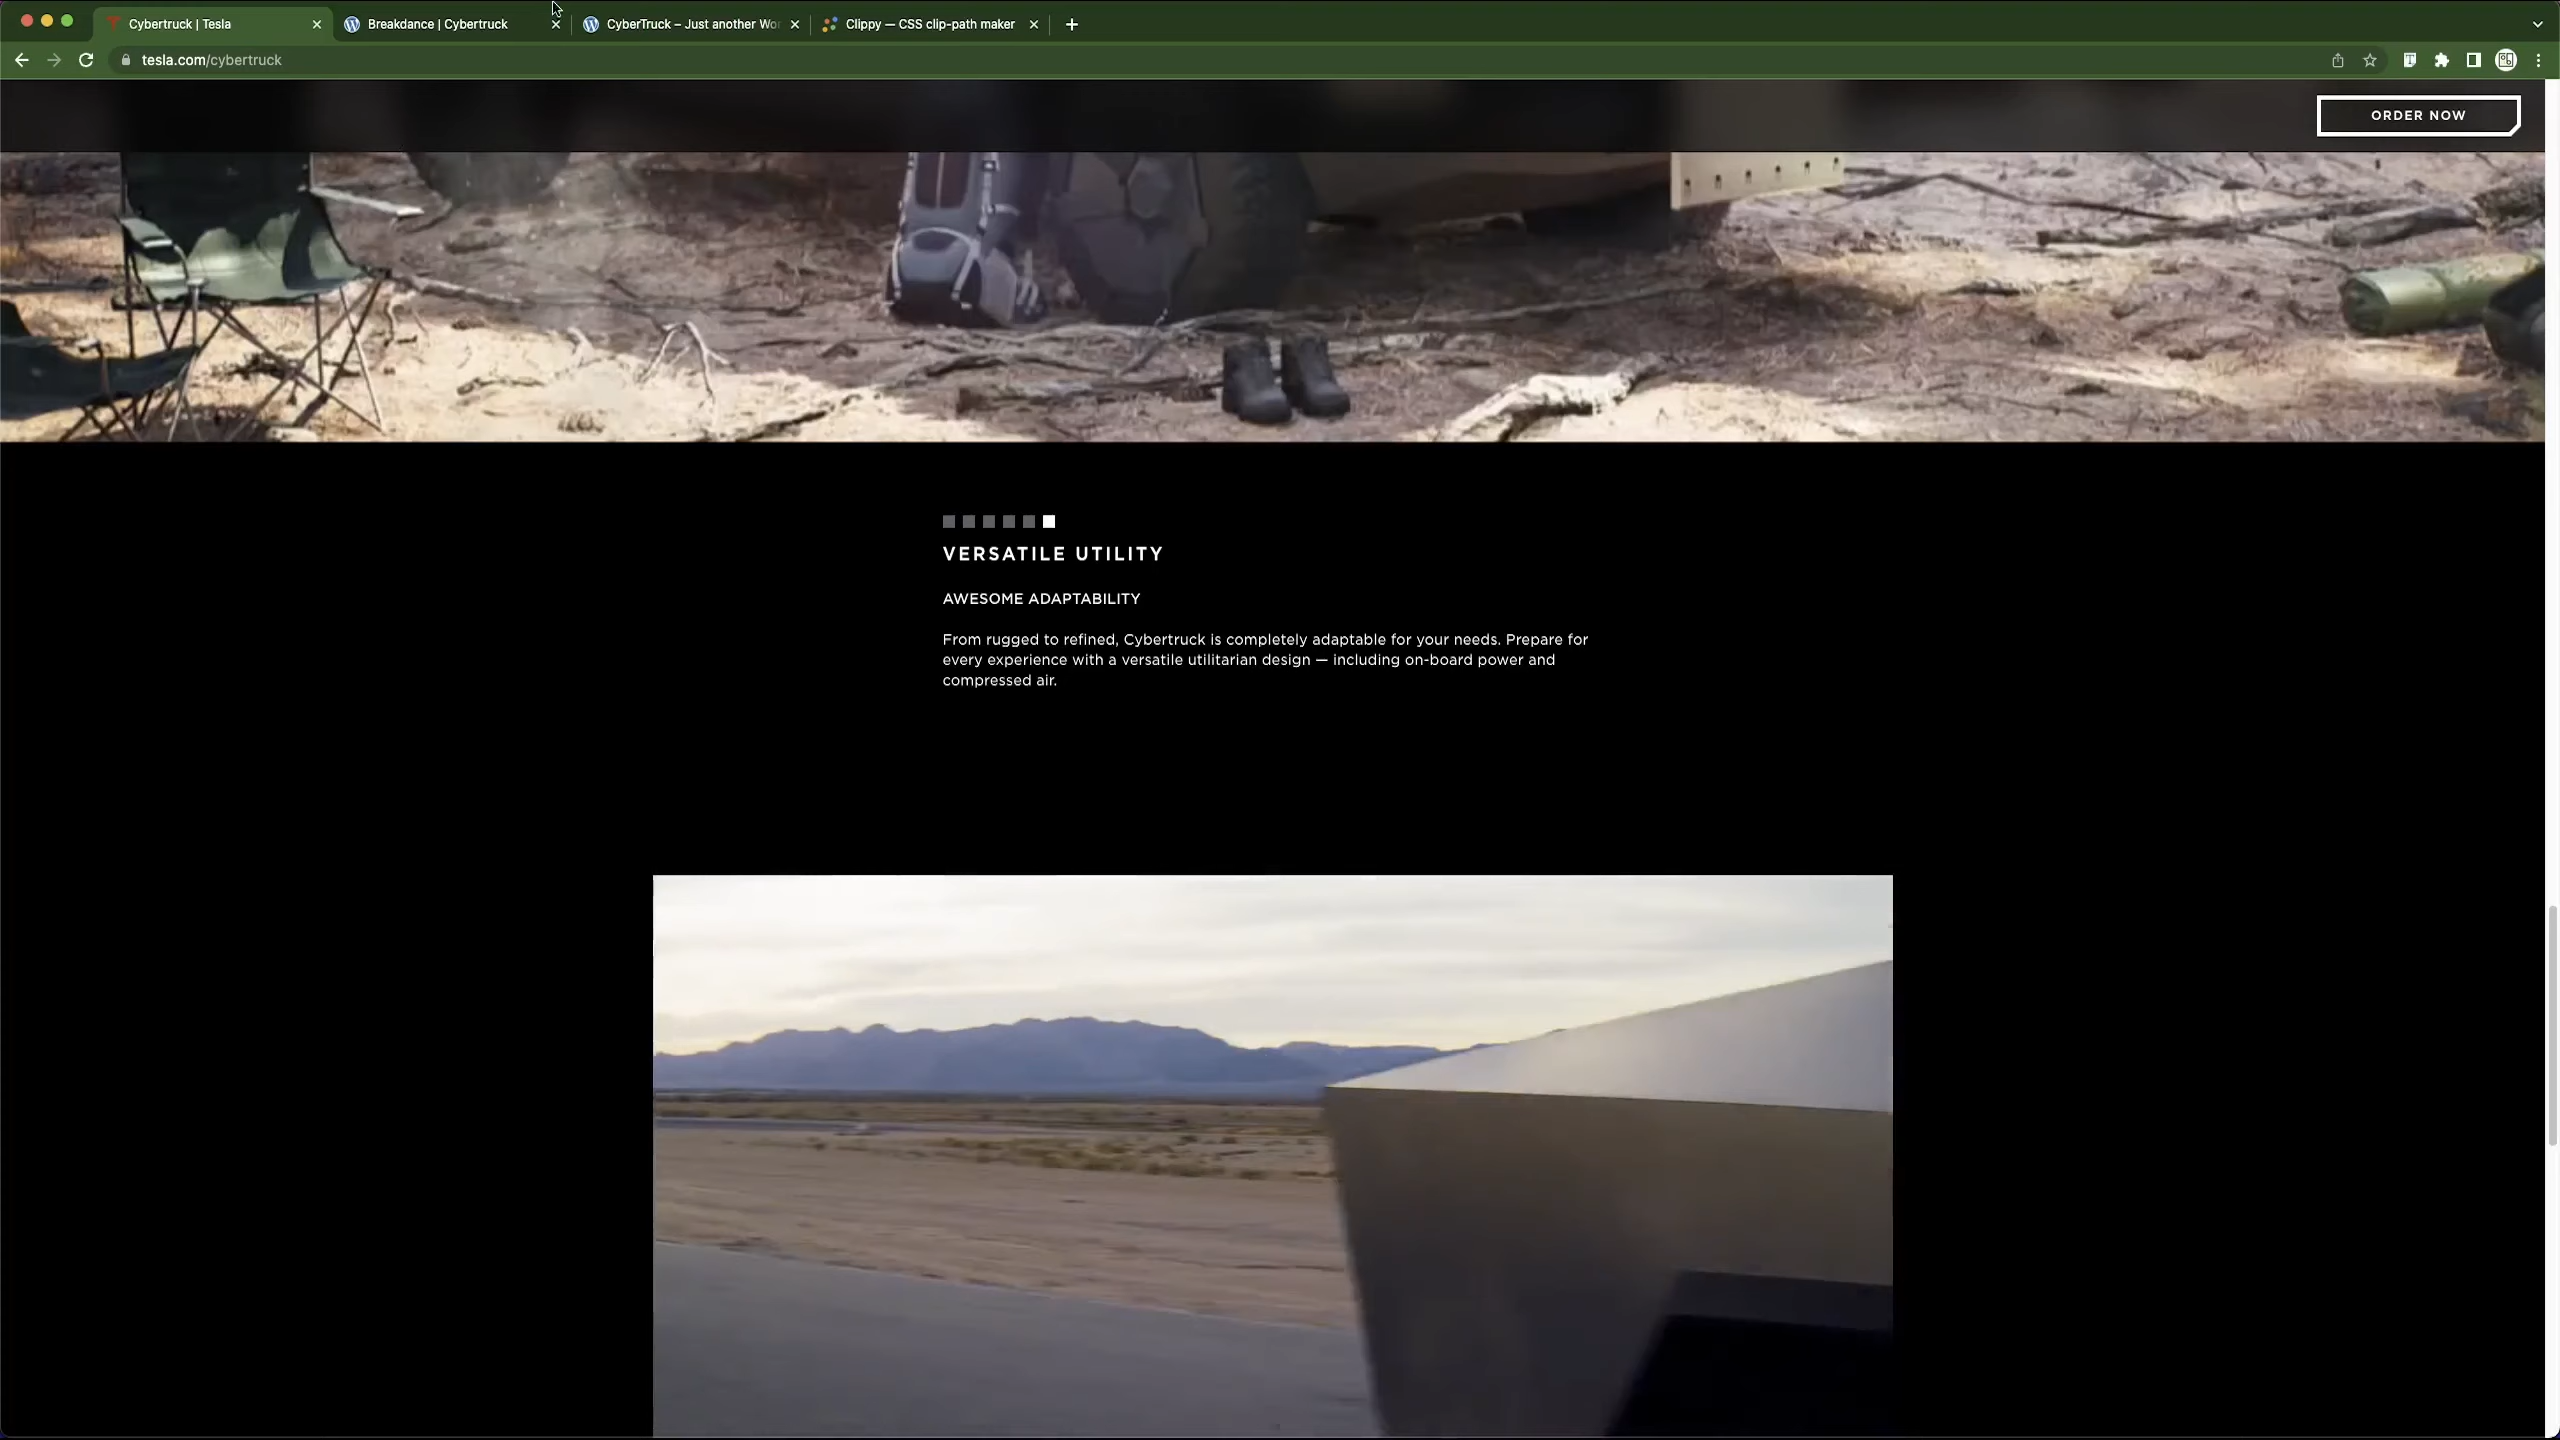 Cybertruck | Tesla
Breakdance | Cybertruck
CyberTruck – Just another Wo
Clippy — CSS clip-path maker
tesla.com/cybertruck
ORDER NOW
VERSATILE UTILITY
AWESOME ADAPTABILITY
From rugged to refined, Cybertruck is completely adaptable for your needs. Prepare for
every experience with a versatile utilitarian design — including on-board power and
compressed air.